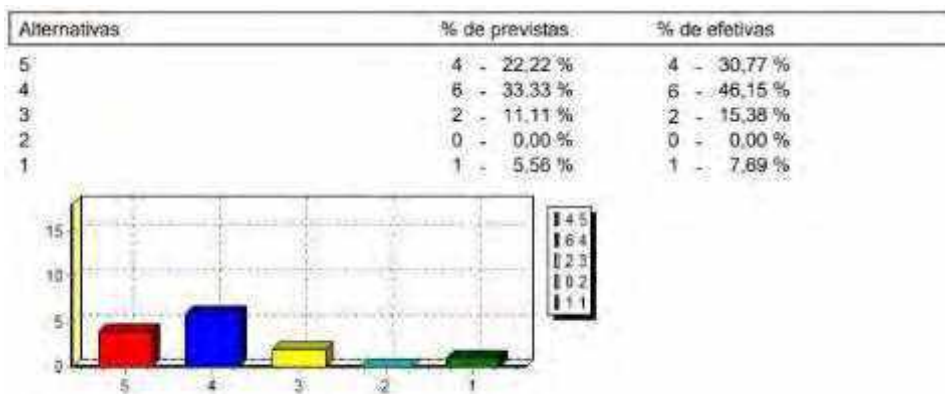 Alternativas % de previstas % de efetivas
5 4 - 22,22 % 4 - 30,77 %
4 6 - 33,33 % 6 - 46,15 %
3 2 - 11,11 % 2 - 15,38 %
2 0 - 0,00 % 0 - 0,00 %
1 1 - 5,56 % 1 - 7,69 %
15
10
5
0
5 4 3 2 1
4 5
6 4
2 3
0 2
1 1